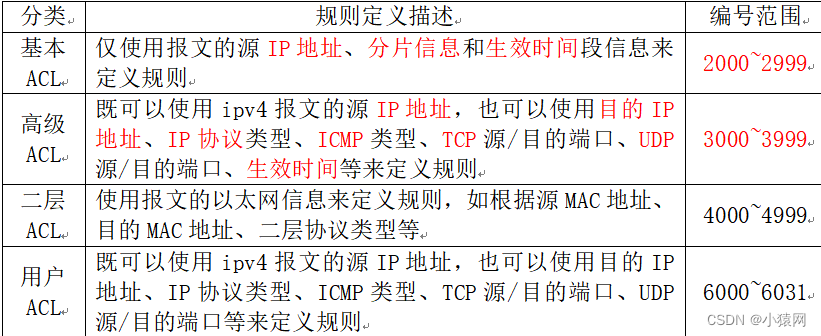 分类 规则定义描述 编号范围
基本 仅使用报文的源 IP 地址、分片信息和生效时间段信息来
ACL 定义规则 2000~2999
高级 既可以使用 ipv4 报文的源 IP 地址，也可以使用目的 IP
ACL 地址、IP 协议类型、ICMP 类型、TCP 源/目的端口、UDP 3000~3999
源/目的端口、生效时间等来定义规则
二层 使用报文的以太网信息来定义规则，如根据源 MAC 地址、
ACL 目的 MAC 地址、二层协议类型等 4000~4999
用户 既可以使用 ipv4 报文的源 IP 地址，也可以使用目的 IP
ACL 地址、IP 协议类型、ICMP 类型、TCP 源/目的端口、UDP 6000~6031
源/目的端口等来定义规则
CSDN @小猿网